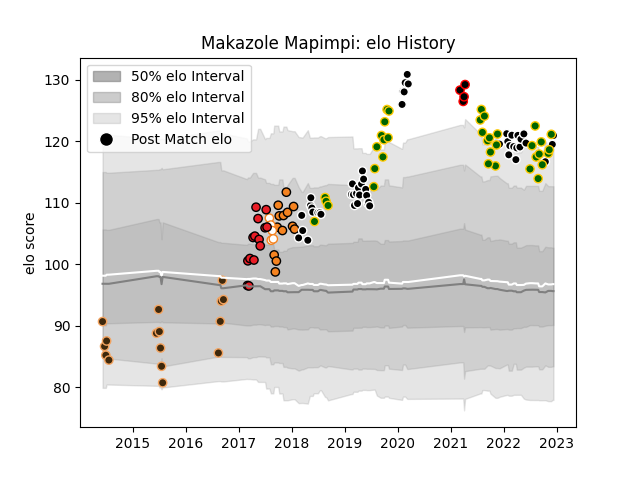 Makazole Mapimpi: elo History
50% elo Interval
80% elo Interval
95% elo Interval
Post Match elo
elo score
130
120
110
100
90
80
2015 2016 2017 2018 2019 2020 2021 2022 2023